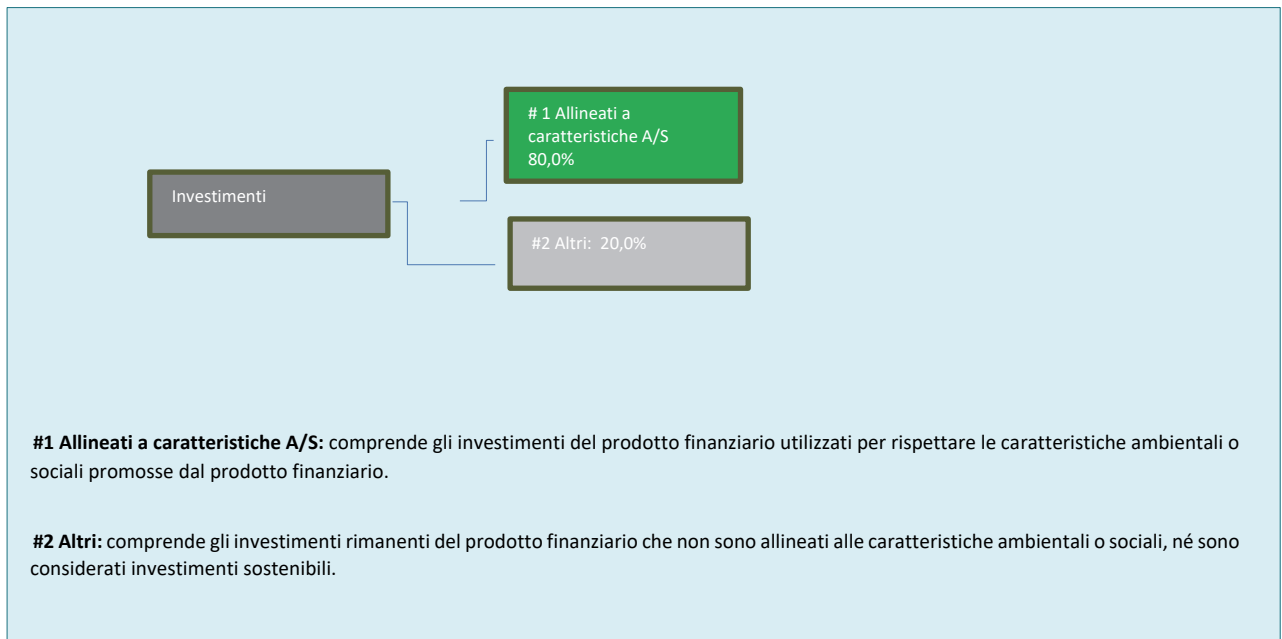 # 1 Allineati a
caratteristiche A/S
80,0%
Investimenti
#2 Altri: 20,0%
#1 Allineati a caratteristiche A/S: comprende gli investimenti del prodotto finanziario utilizzati per rispettare le caratteristiche ambientali o
sociali promosse dal prodotto finanziario.
#2 Altri: comprende gli investimenti rimanenti del prodotto finanziario che non sono allineati alle caratteristiche ambientali o sociali, né sono
considerati investimenti sostenibili.